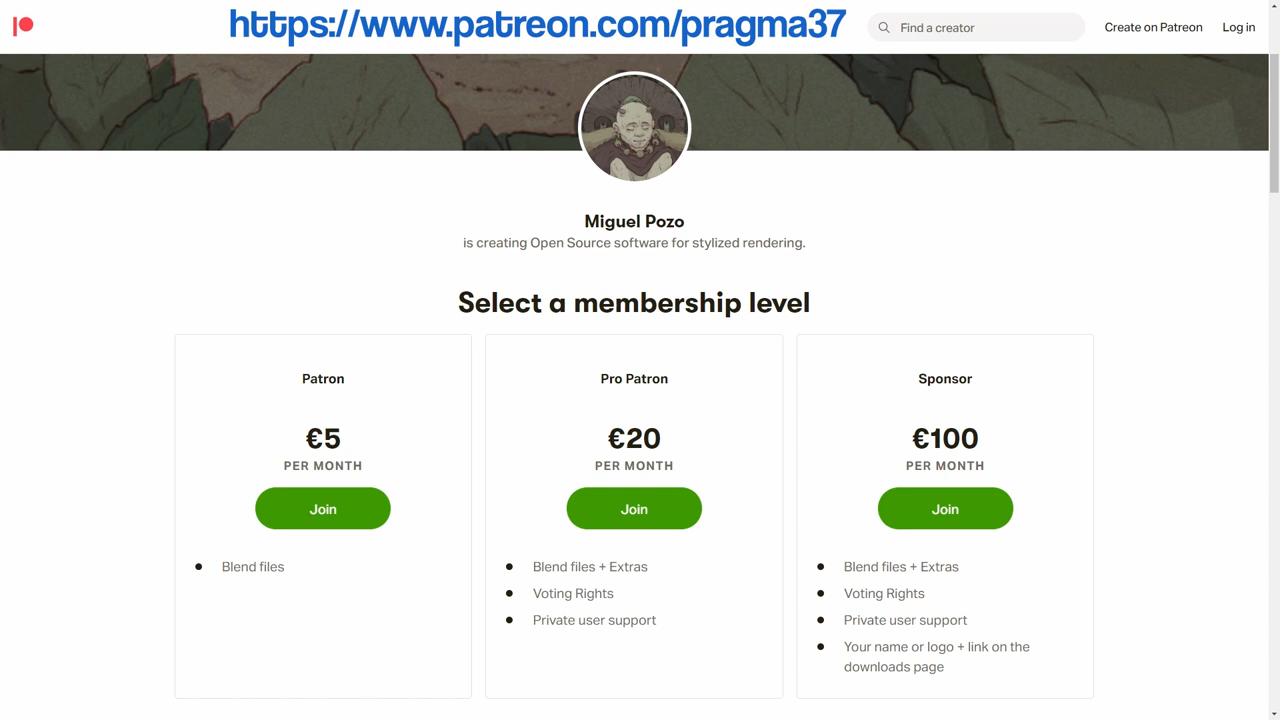 https://www.patreon.com/pragma37
Find a creator
Create on Patreon
Log in
Miguel Pozo
is creating Open Source software for stylized rendering.
Select a membership level
Patron
€5
PER MONTH
Join
Blend files
Pro Patron
€20
PER MONTH
Join
Blend files + Extras
Voting Rights
Private user support
Sponsor
€100
PER MONTH
Join
Blend files + Extras
Voting Rights
Private user support
Your name or logo + link on the
downloads page